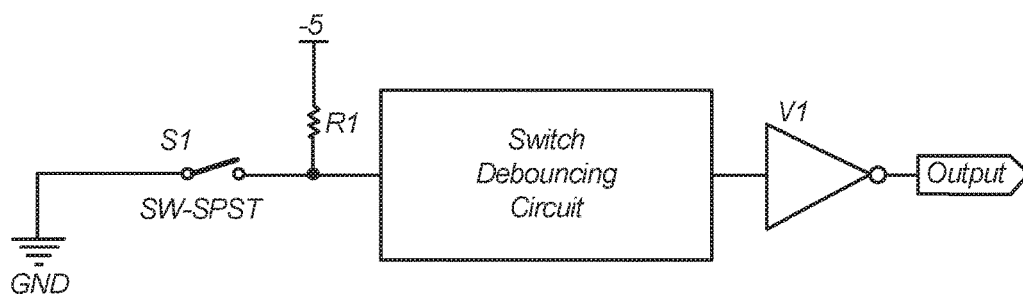 -5
R1
S1
SW-SPST
GND
Switch
Debouncing
Circuit
V1
Output